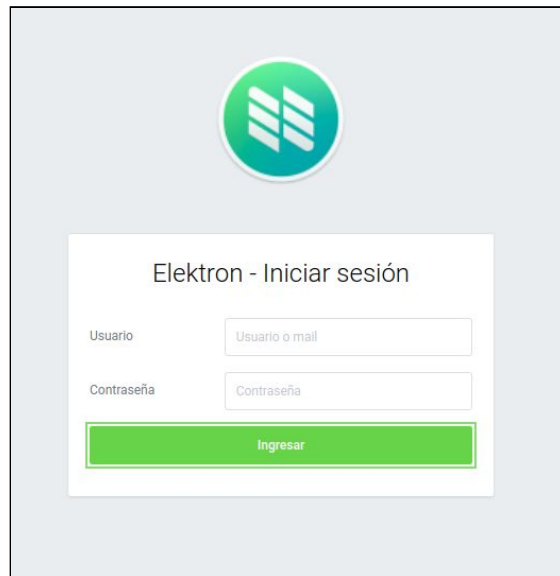 Elektron - Iniciar sesión
Usuario
Usuario o mail
Contraseña
Contraseña
Ingresar